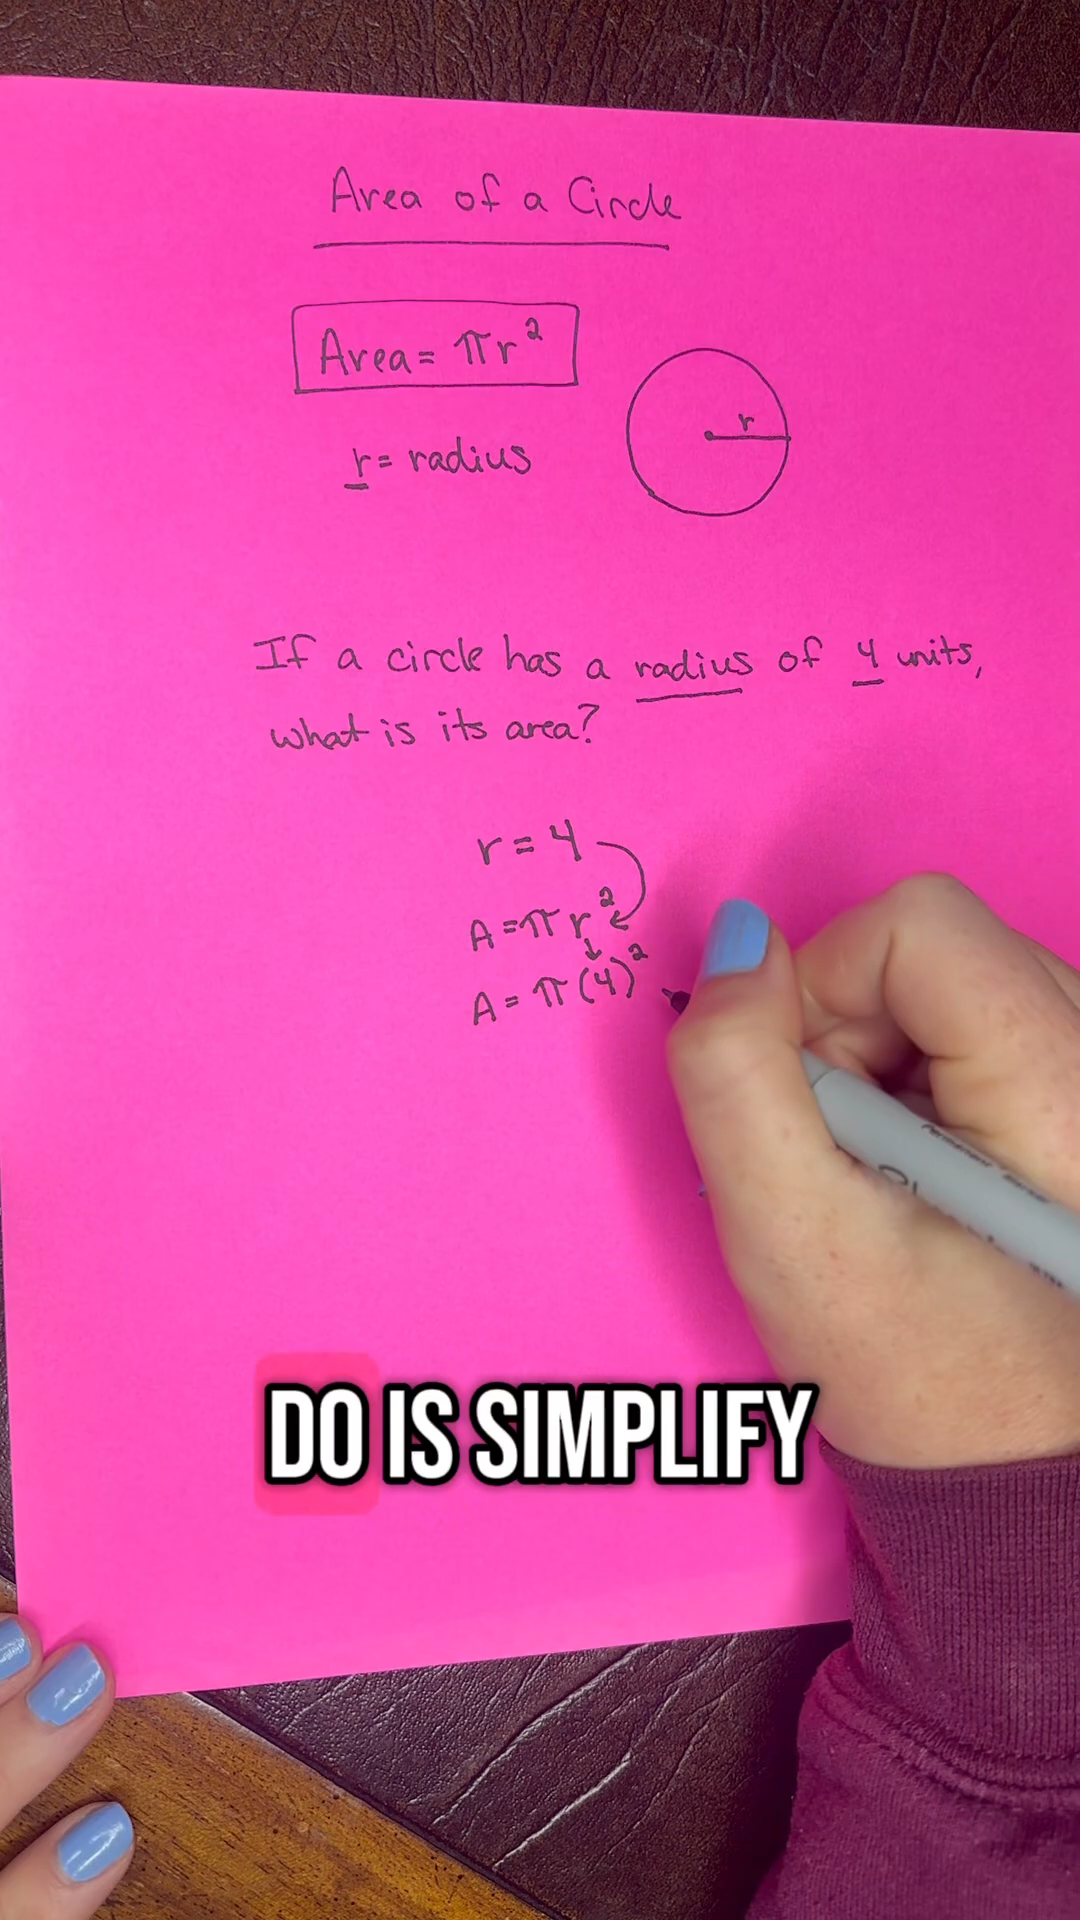 Area of a Circle
Area = πr²
r = radius
r
If a circle has a radius of 4 units,
what is its area?
r = 4
A = πr²
A = π(4)²
Permanent
DO IS SIMPLIFY